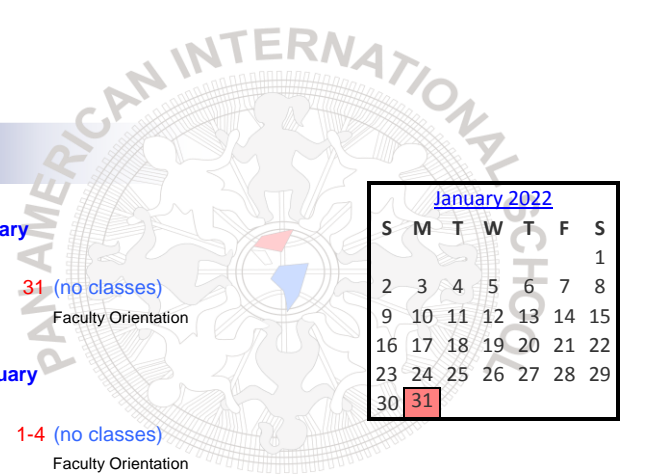 PAN AMERICAN INTERNATIONAL SCHOOL
ary
31 (no classes)
Faculty Orientation
uary
1-4 (no classes)
Faculty Orientation
January 2022
S M T W T F S
1
2 3 4 5 6 7 8
9 10 11 12 13 14 15
16 17 18 19 20 21 22
23 24 25 26 27 28 29
30 31